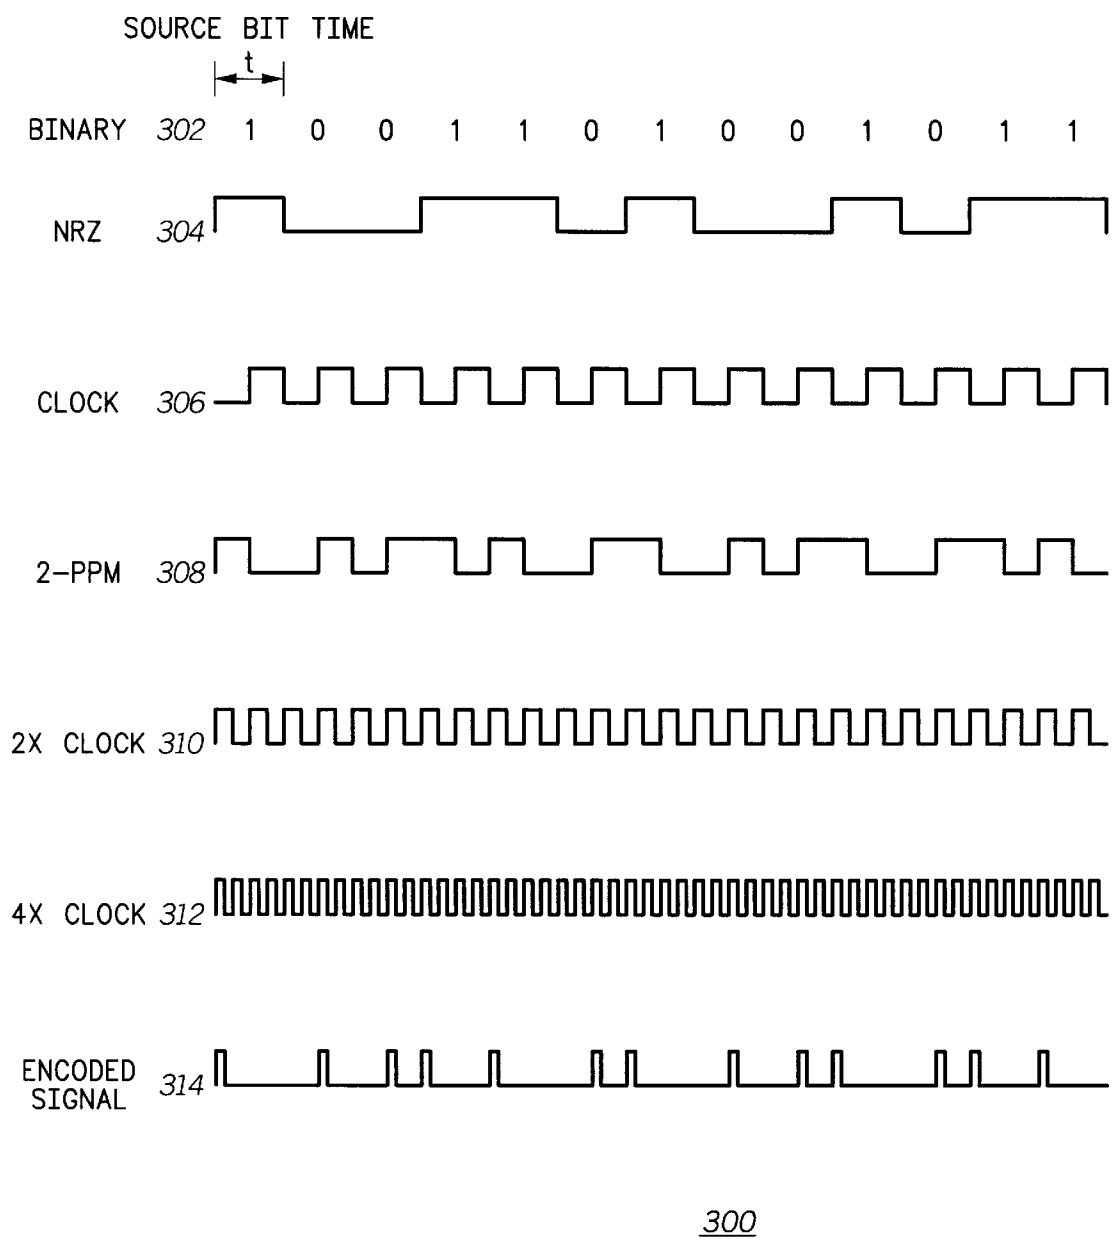 SOURCE BIT TIME
t
BINARY 302 1 0 0 1 1 0 1 0 0 1 0 1 1
NRZ 304
CLOCK 306
2-PPM 308
2X CLOCK 310
4X CLOCK 312
ENCODED
SIGNAL 314
300